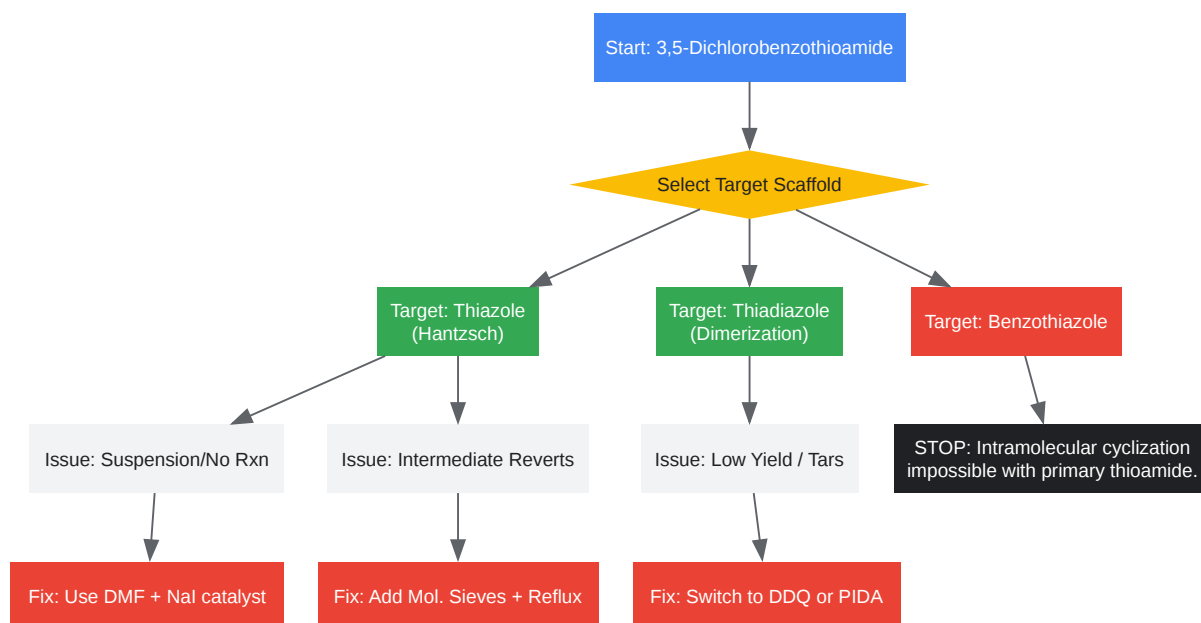 Start: 3,5-Dichlorobenzothioamide
Select Target Scaffold
Target: Thiazole
(Hantzsch)
Target: Thiadiazole
(Dimerization)
Target: Benzothiazole
Issue: Suspension/No Rxn
Issue: Intermediate Reverts
Issue: Low Yield / Tars
STOP: Intramolecular cyclization
impossible with primary thioamide.
Fix: Use DMF + NaI catalyst
Fix: Add Mol. Sieves + Reflux
Fix: Switch to DDQ or PIDA